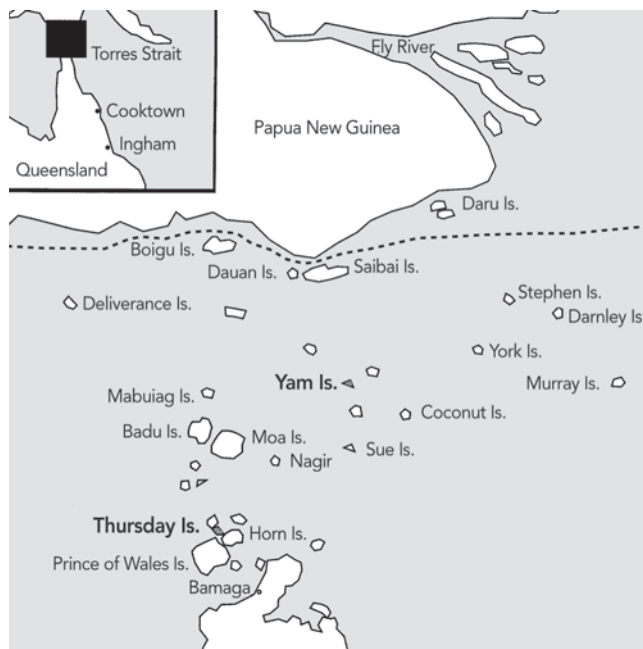 Torres Strait
Cooktown
Ingham
Queensland
Fly River
Papua New Guinea
Daru Is.
Boigu Is.
Dauan Is.
Saibai Is.
Deliverance Is.
Stephen Is.
Darnley Is
York Is.
Yam Is.
Murray Is.
Mabuiag Is.
Coconut Is.
Badu Is.
Moa Is.
Sue Is.
Nagir
Thursday Is.
Horn Is.
Prince of Wales Is.
Bamaga